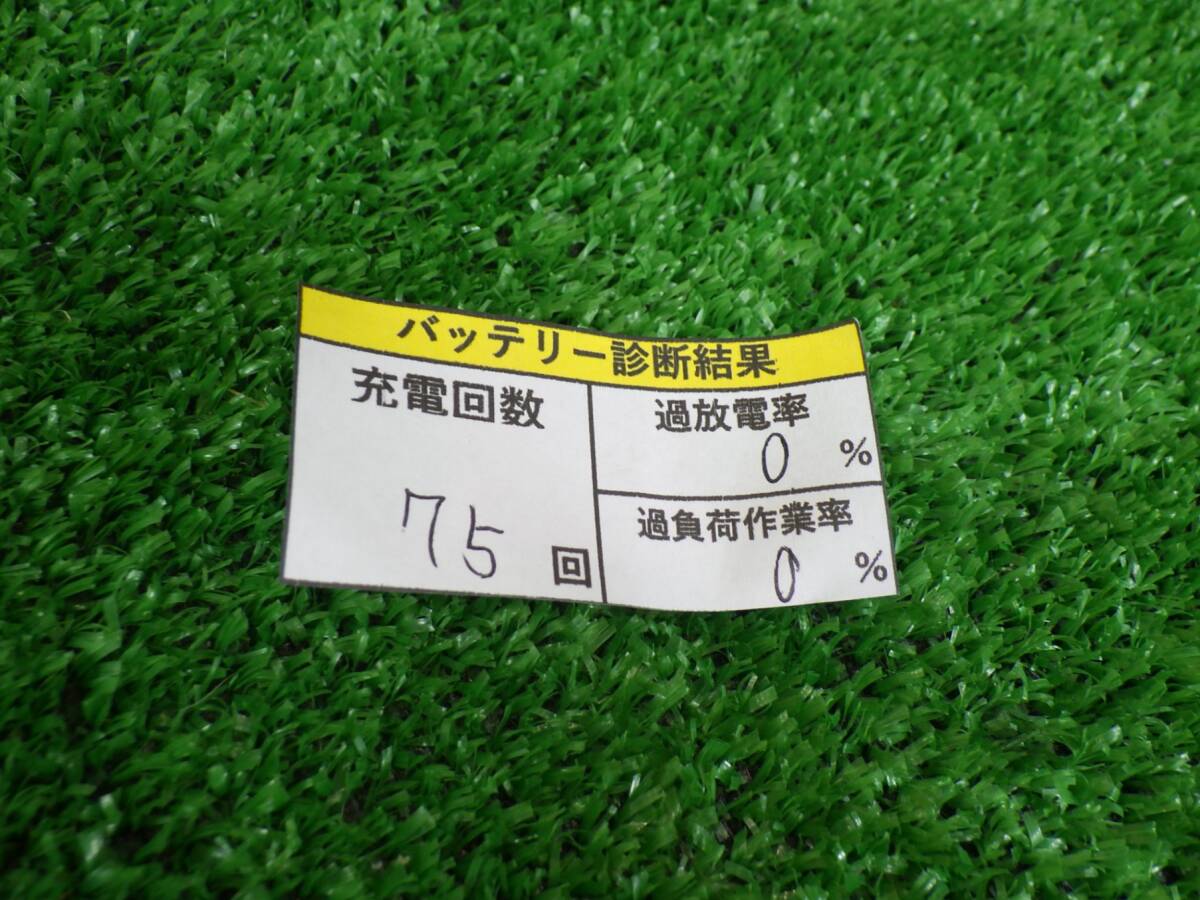 バッテリー診断結果
充電回数
75 回
過放電率
0 %
過負荷作業率
0 %